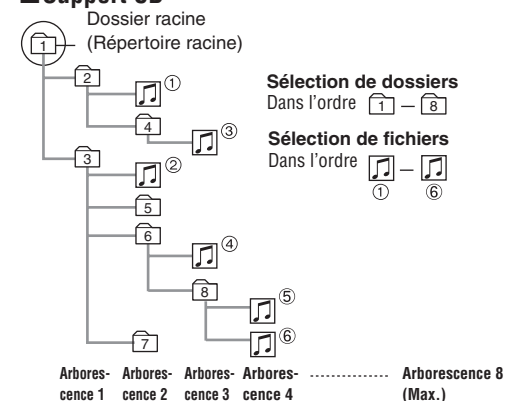 ■Support CD
Dossier racine
(Répertoire racine)
1
2
①
4
③
3
②
5
6
④
8
⑤
⑥
7
Sélection de dossiers
Dans l'ordre 1 – 8
Sélection de fichiers
Dans l'ordre –
① ⑥
Arbores- Arbores- Arbores- Arbores- Arborescence 8
cence 1 cence 2 cence 3 cence 4 (Max.)